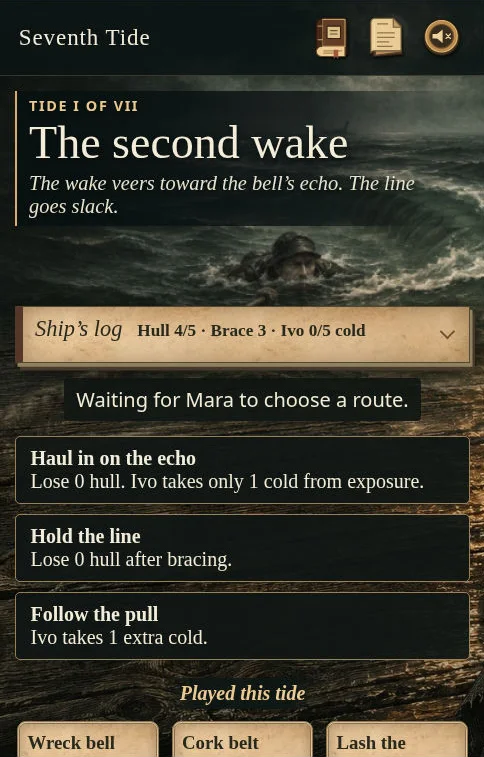 Seventh Tide
TIDE I OF VII
The second wake
The wake veers toward the bell’s echo. The line
goes slack.
Ship’s log Hull 4/5 · Brace 3 · Ivo 0/5 cold
Waiting for Mara to choose a route.
Haul in on the echo
Lose 0 hull. Ivo takes only 1 cold from exposure.
Hold the line
Lose 0 hull after bracing.
Follow the pull
Ivo takes 1 extra cold.
Played this tide
Wreck bell
Cork belt
Lash the